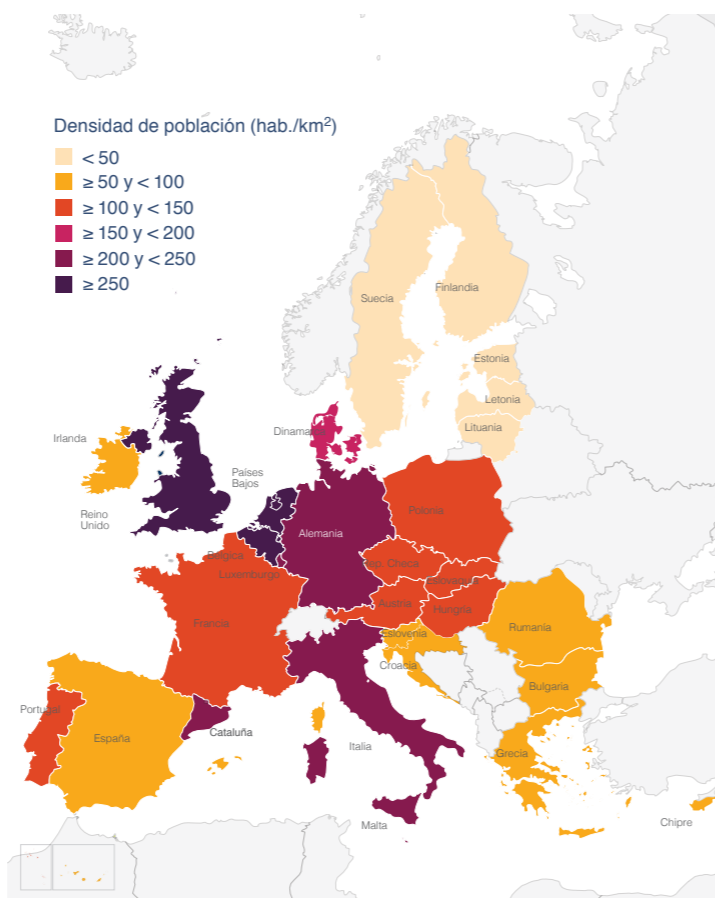 Densidad de población (hab./km²)
< 50
≥ 50 y < 100
≥ 100 y < 150
≥ 150 y < 200
≥ 200 y < 250
≥ 250
Suecia
Finlandia
Estonia
Letonia
Lituania
Irlanda
Dinamarca
Países
Bajos
Reino
Unido
Alemania
Polonia
Bélgica
Luxemburgo
Rep. Checa
Eslovaquia
Austria
Hungría
Francia
Eslovenia
Rumanía
Croacia
Bulgaria
Portugal
España
Cataluña
Italia
Grecia
Malta
Chipre